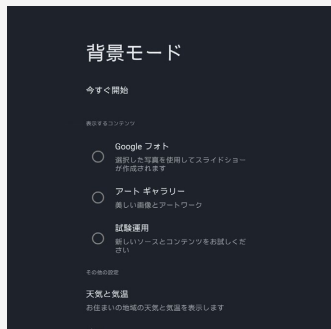 背景モード
今すぐ開始
表示するコンテンツ
Google フォト
選択した写真を使用してスライドショー
が作成されます
アート ギャラリー
美しい画像とアートワーク
試験運用
新しいソースとコンテンツをお試しくだ
さい
その他の設定
天気と気温
お住まいの地域の天気と気温を表示します